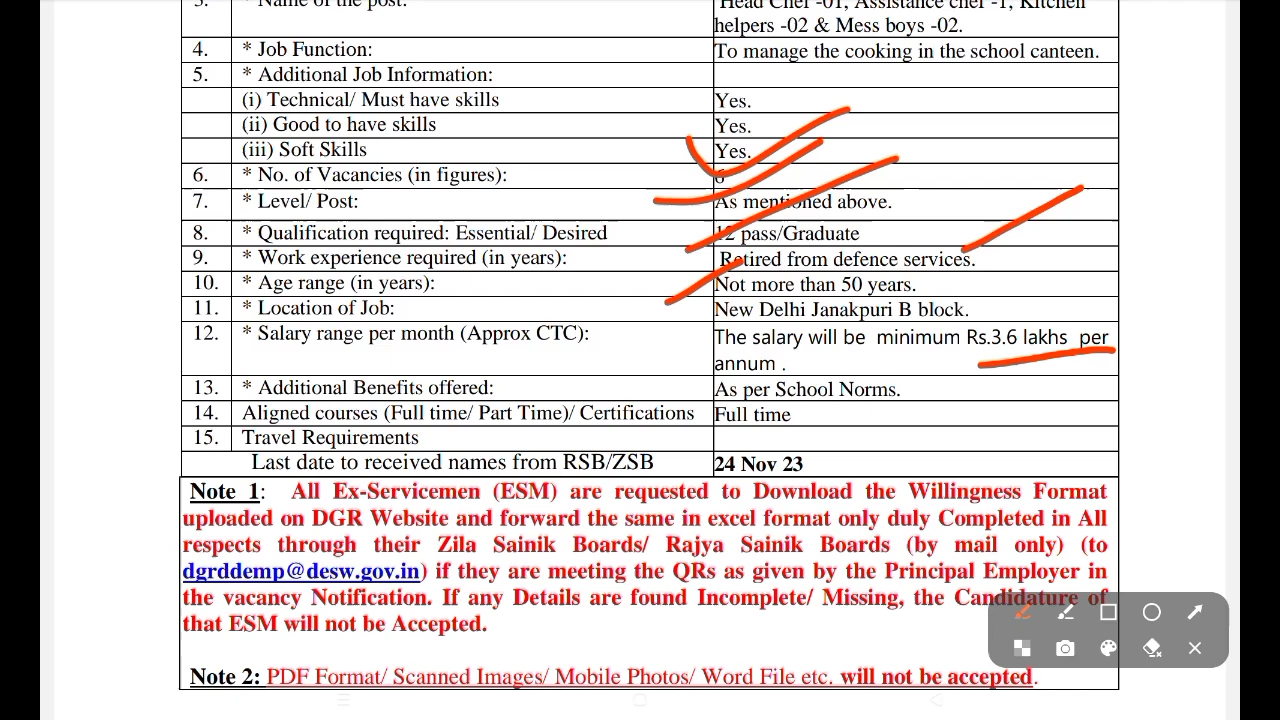 3. * Name of the post: Head Chef -01, Assistance chef -1, Kitchen
helpers -02 & Mess boys -02.
4. * Job Function: To manage the cooking in the school canteen.
5. * Additional Job Information:
(i) Technical/ Must have skills Yes.
(ii) Good to have skills Yes.
(iii) Soft Skills Yes.
6. * No. of Vacancies (in figures): 6
7. * Level/ Post: As mentioned above.
8. * Qualification required: Essential/ Desired 12 pass/Graduate
9. * Work experience required (in years): Retired from defence services.
10. * Age range (in years): Not more than 50 years.
11. * Location of Job: New Delhi Janakpuri B block.
12. * Salary range per month (Approx CTC): The salary will be minimum Rs.3.6 lakhs per
annum .
13. * Additional Benefits offered: As per School Norms.
14. Aligned courses (Full time/ Part Time)/ Certifications Full time
15. Travel Requirements
Last date to received names from RSB/ZSB 24 Nov 23
Note 1: All Ex-Servicemen (ESM) are requested to Download the Willingness Format
uploaded on DGR Website and forward the same in excel format only duly Completed in All
respects through their Zila Sainik Boards/ Rajya Sainik Boards (by mail only) (to
dgrddemp@desw.gov.in) if they are meeting the QRs as given by the Principal Employer in
the vacancy Notification. If any Details are found Incomplete/ Missing, the Candidature of
that ESM will not be Accepted.
Note 2: PDF Format/ Scanned Images/ Mobile Photos/ Word File etc. will not be accepted.